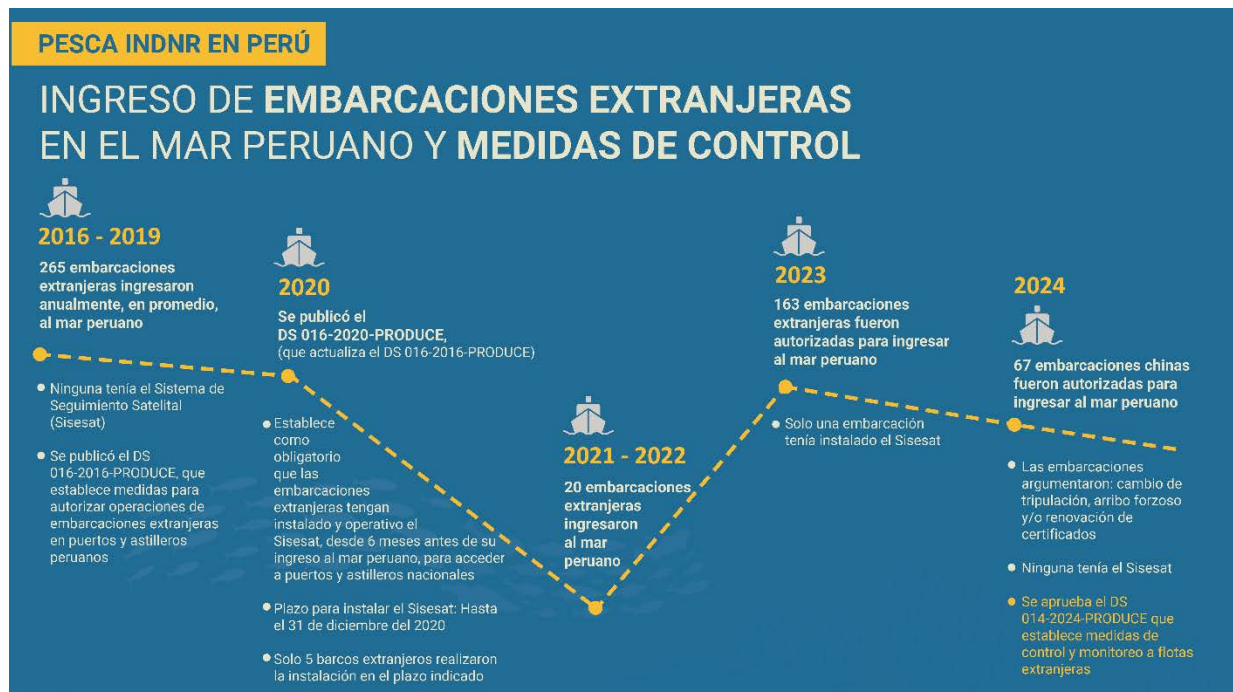 PESCA INDNR EN PERÚ
INGRESO DE EMBARCACIONES EXTRANJERAS
EN EL MAR PERUANO Y MEDIDAS DE CONTROL
2016 - 2019
265 embarcaciones
extranjeras ingresaron
anualmente, en promedio,
al mar peruano
Ninguna tenía el Sistema de
Seguimiento Satelital
(Sisesat)
Se publicó el DS
016-2016-PRODUCE, que
establece medidas para
autorizar operaciones de
embarcaciones extranjeras
en puertos y astilleros
peruanos
2020
Se publicó el
DS 016-2020-PRODUCE,
(que actualiza el DS 016-2016-PRODUCE)
Establece
como
obligatorio
que las
embarcaciones
extranjeras tengan
instalado y operativo el
Sisesat, desde 6 meses antes de su
ingreso al mar peruano, para acceder
a puertos y astilleros nacionales
Plazo para instalar el Sisesat: Hasta
el 31 de diciembre del 2020
Solo 5 barcos extranjeros realizaron
la instalación en el plazo indicado
2021 - 2022
20 embarcaciones
extranjeras
ingresaron
al mar
peruano
2023
163 embarcaciones
extranjeras fueron
autorizadas para ingresar
al mar peruano
Solo una embarcación
tenía instalado el Sisesat
2024
67 embarcaciones chinas
fueron autorizadas para
ingresar al mar peruano
Las embarcaciones
argumentaron: cambio de
tripulación, arribo forzoso
y/o renovación de
certificados
Ninguna tenía el Sisesat
Se aprueba el DS
014-2024-PRODUCE que
establece medidas de
control y monitoreo a flotas
extranjeras